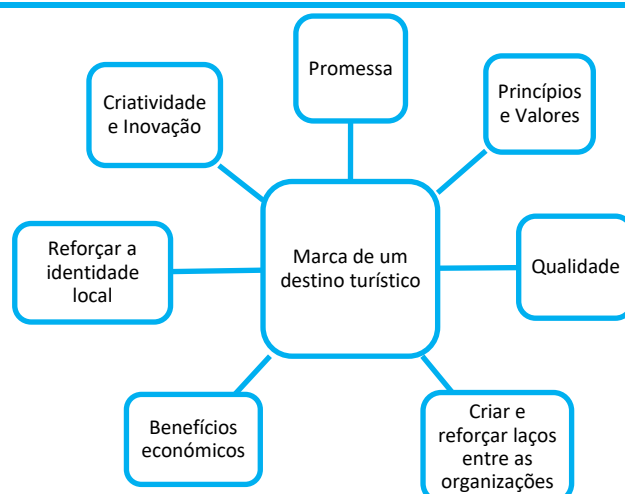 Promessa
Criatividade
e Inovação
Princípios
e Valores
Reforçar a
identidade
local
Marca de um
destino turístico
Qualidade
Benefícios
económicos
Criar e
reforçar laços
entre as
organizações